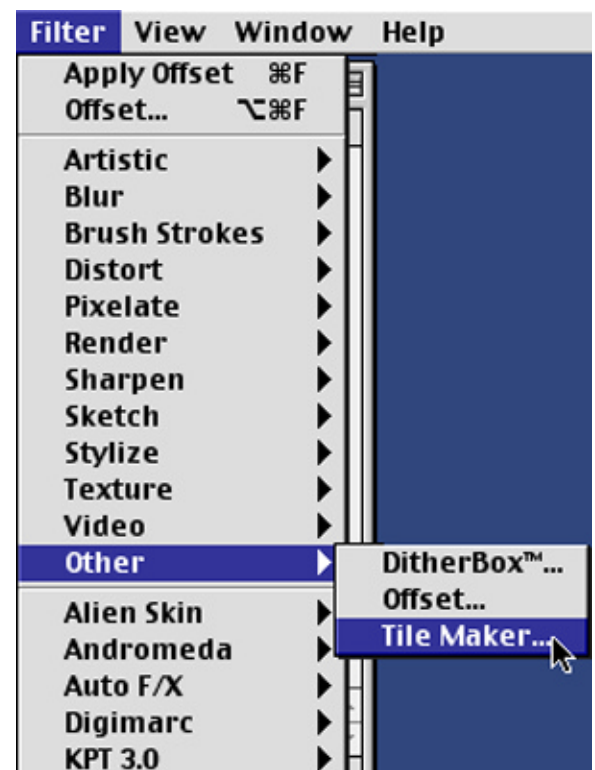 Filter View Window Help
Apply Offset ⌘F
Offset... ⌥⌘F
Artistic
Blur
Brush Strokes
Distort
Pixelate
Render
Sharpen
Sketch
Stylize
Texture
Video
Other
DitherBox™...
Offset...
Tile Maker...
Alien Skin
Andromeda
Auto F/X
Digimarc
KPT 3.0